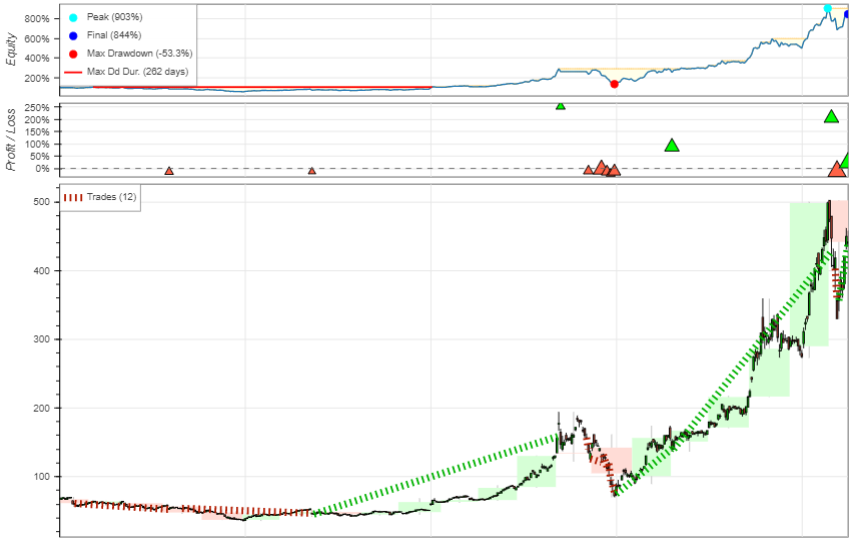 Equity
800%
600%
400%
200%
Peak (903%)
Final (844%)
Max Drawdown (-53.3%)
Max Dd Dur. (262 days)
Profit / Loss
250%
200%
150%
100%
50%
0%
Trades (12)
500
400
300
200
100